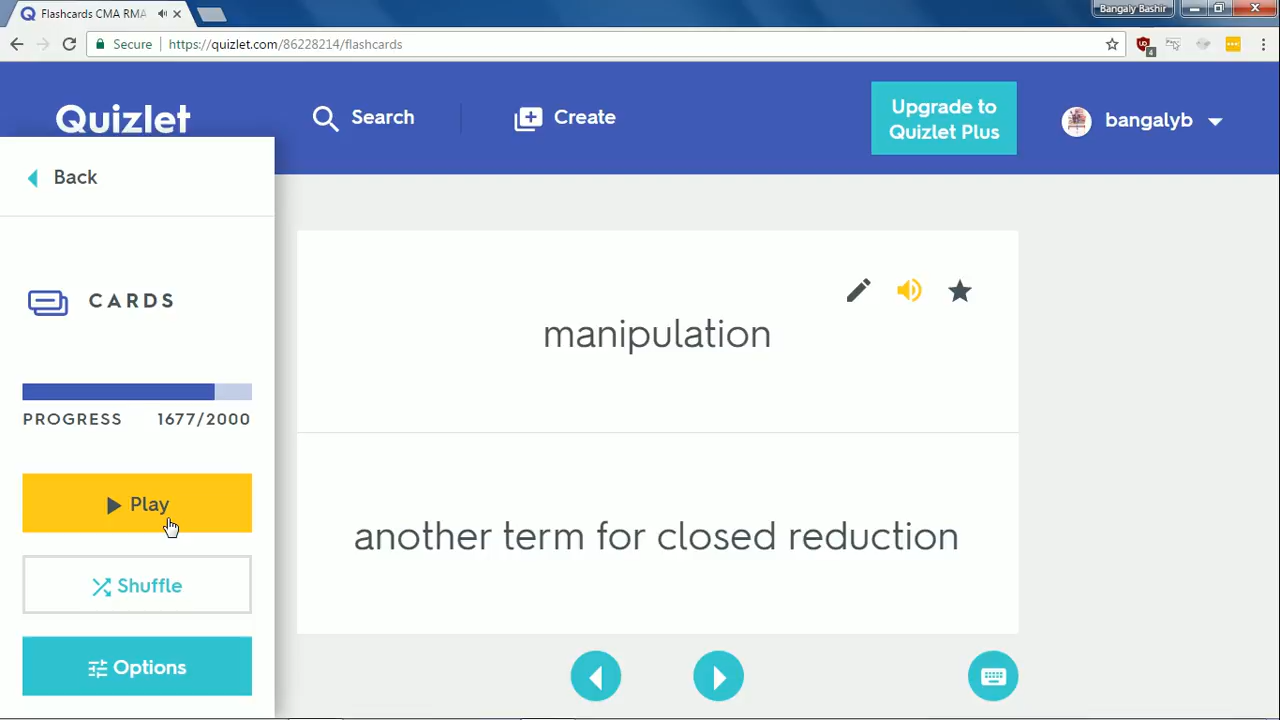 Flashcards CMA RMA
Bangaly Bashir
Secure
https://quizlet.com/86228214/flashcards
4
Quizlet
Search
Create
Upgrade to
Quizlet Plus
bangalyb
Back
CARDS
PROGRESS 1677/2000
Play
Shuffle
Options
manipulation
another term for closed reduction